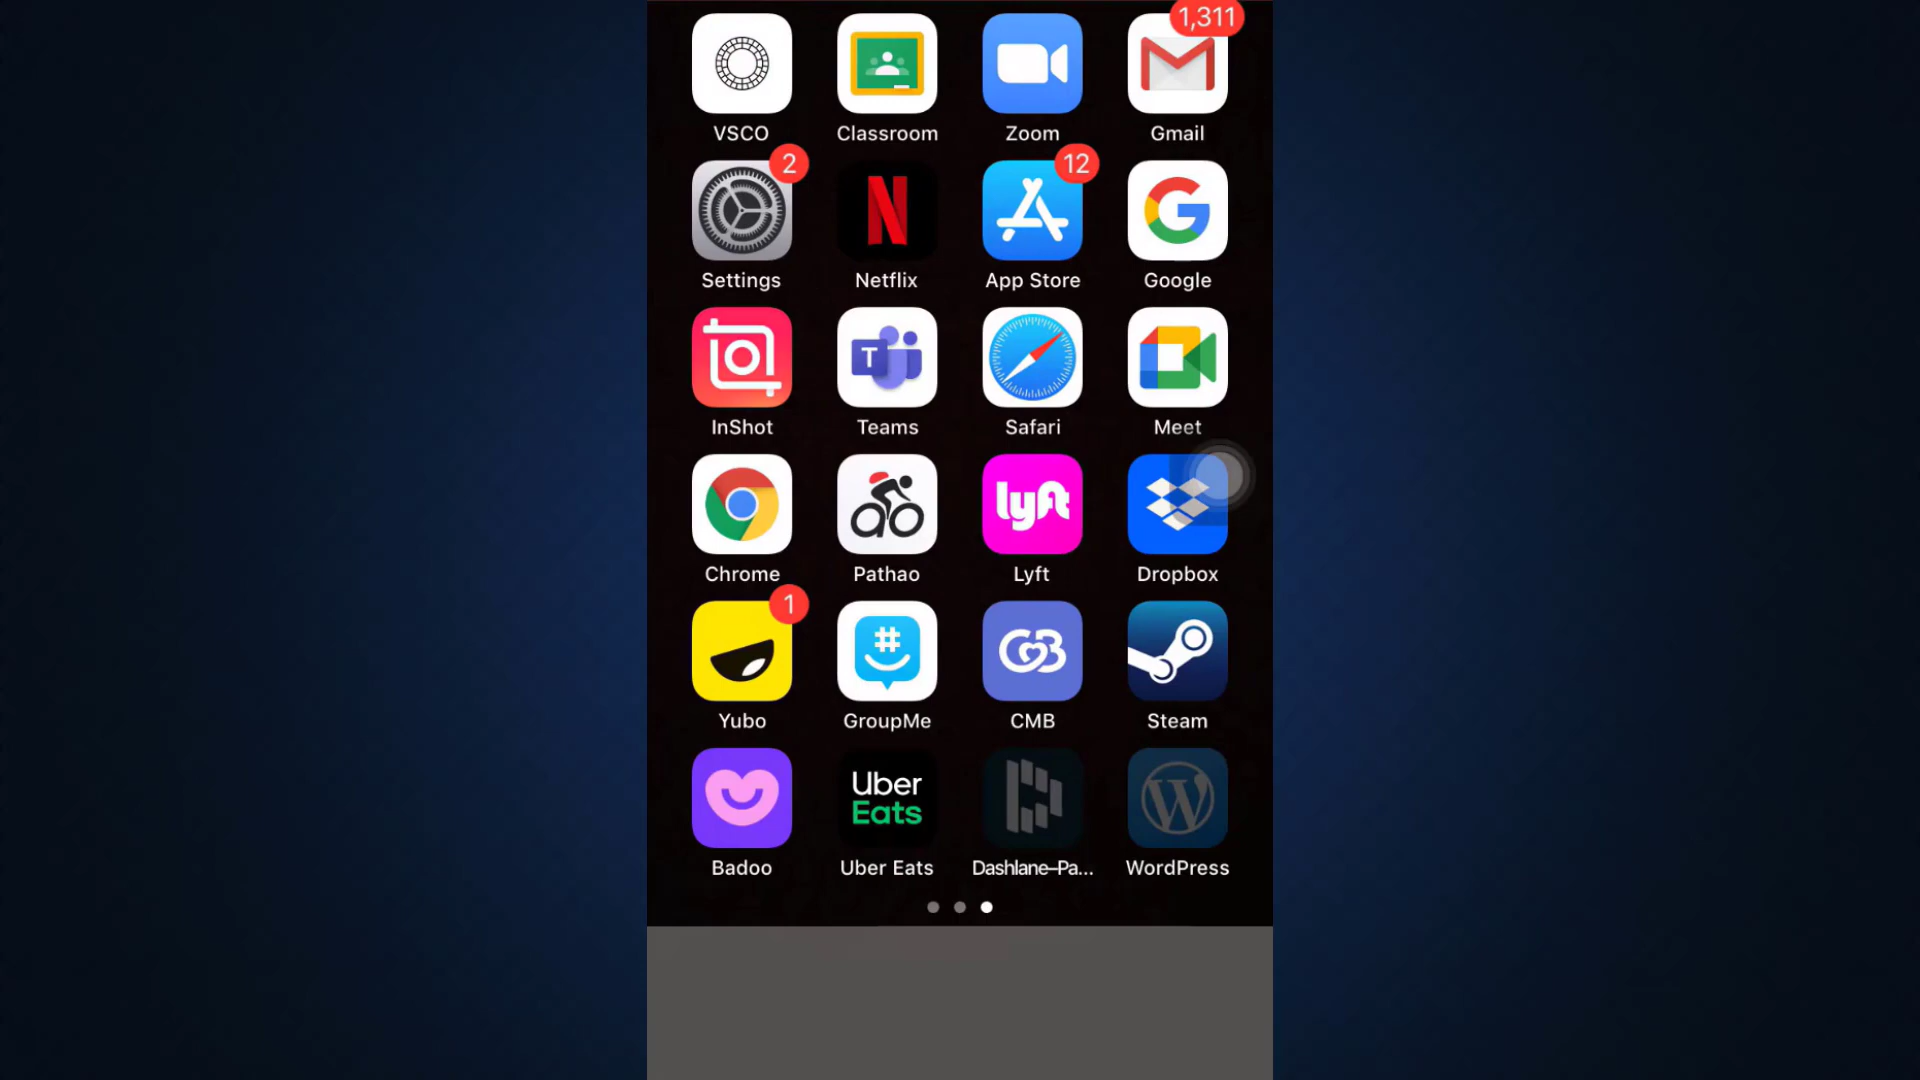 1,311
VSCO Classroom Zoom Gmail
2 12
Settings Netflix App Store Google
T
InShot Teams Safari Meet
lyft
Chrome Pathao Lyft Dropbox
1
#
Yubo GroupMe CMB Steam
Uber
Eats
Badoo Uber Eats Dashlane–Pa... WordPress